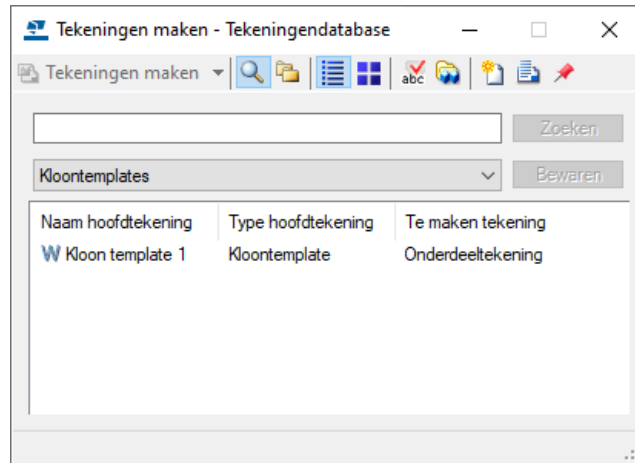 Tekeningen maken - Tekeningendatabase
Tekeningen maken
abc
Zoeken
Kloontemplates
Bewaren
Naam hoofdtekening Type hoofdtekening Te maken tekening
W Kloon template 1 Kloontemplate Onderdeeltekening